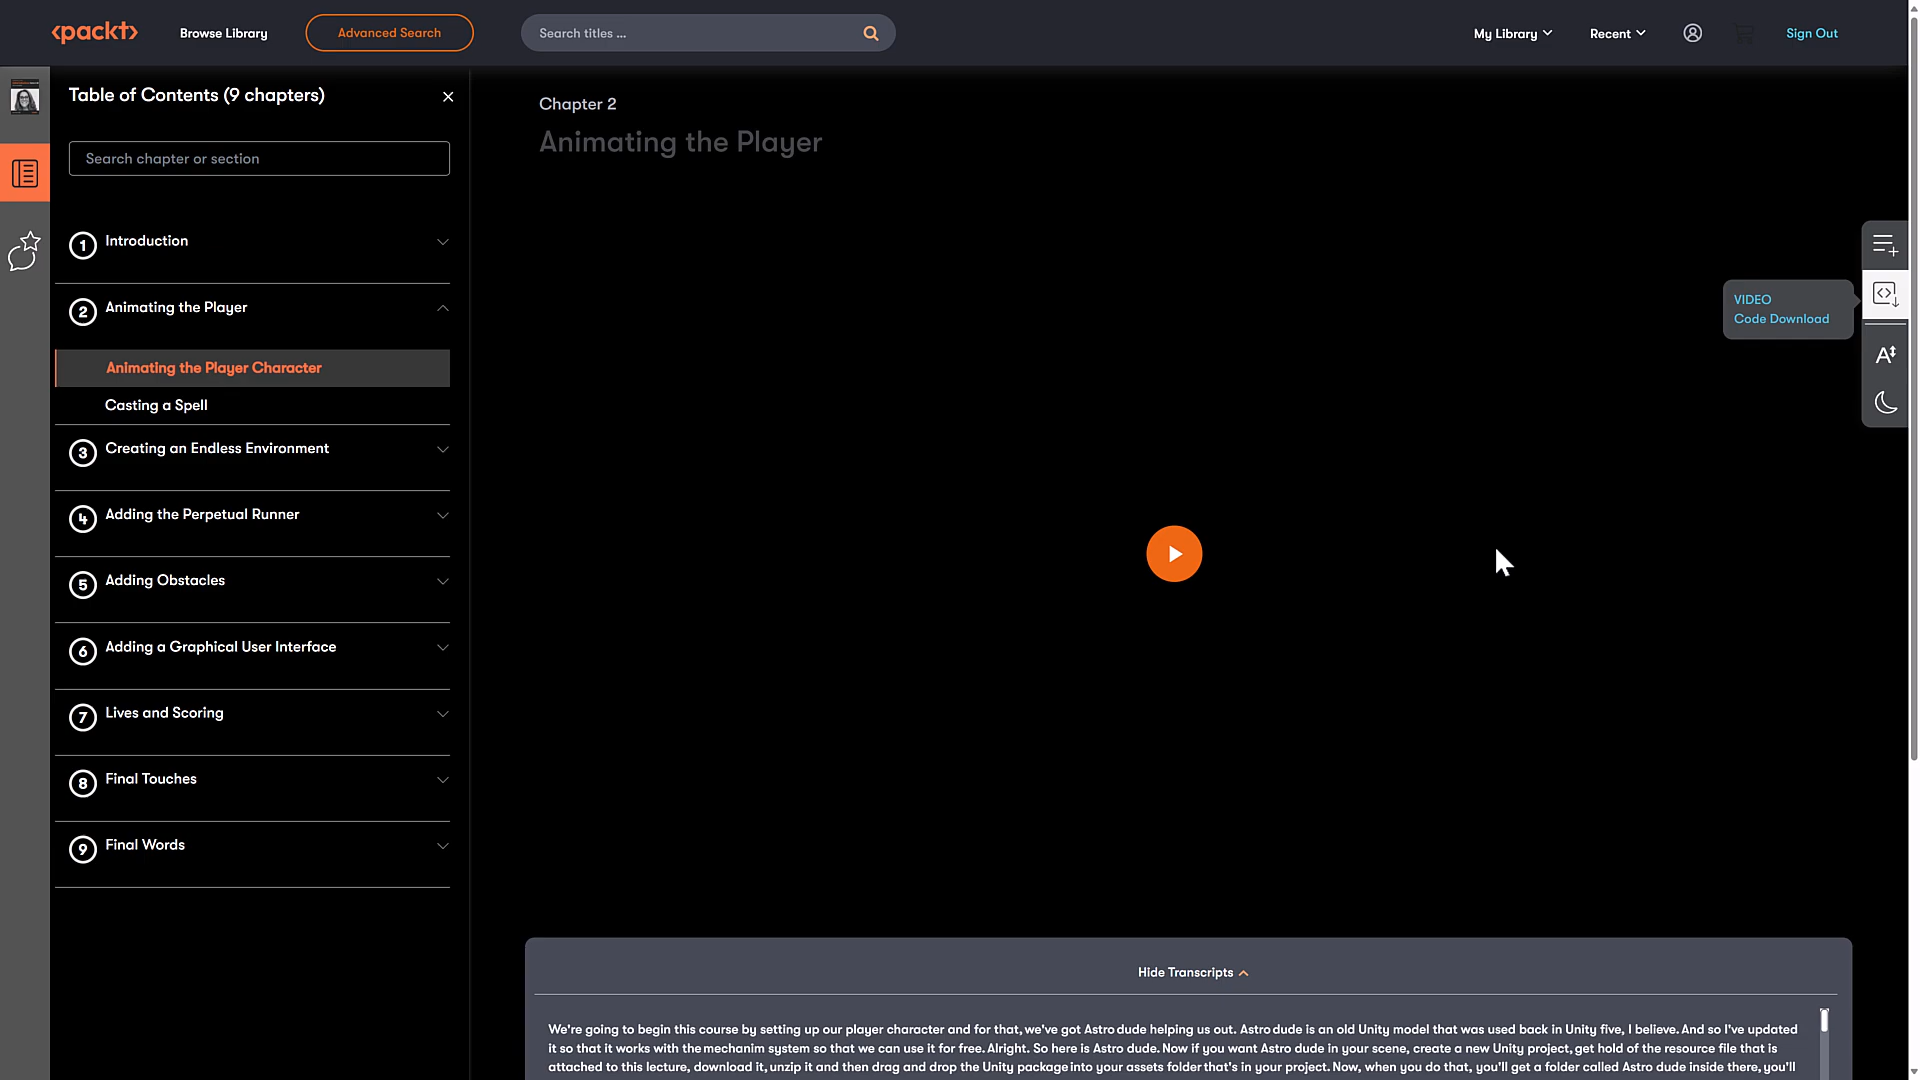 <packt>
Browse Library
Advanced Search
Search titles ...
My Library
Recent
Sign Out
Table of Contents (9 chapters)
Search chapter or section
1 Introduction
2 Animating the Player
Animating the Player Character
Casting a Spell
3 Creating an Endless Environment
4 Adding the Perpetual Runner
5 Adding Obstacles
6 Adding a Graphical User Interface
7 Lives and Scoring
8 Final Touches
9 Final Words
Chapter 2
Animating the Player
VIDEO
Code Download
Hide Transcripts
We're going to begin this course by setting up our player character and for that, we've got Astro dude helping us out. Astro dude is an old Unity model that was used back in Unity five, I believe. And so I've updated
it so that it works with the mechanim system so that we can use it for free. Alright. So here is Astro dude. Now if you want Astro dude in your scene, create a new Unity project, get hold of the resource file that is
attached to this lecture, download it, unzip it and then drag and drop the Unity package into your assets folder that's in your project. Now, when you do that, you'll get a folder called Astro dude inside there, you'll